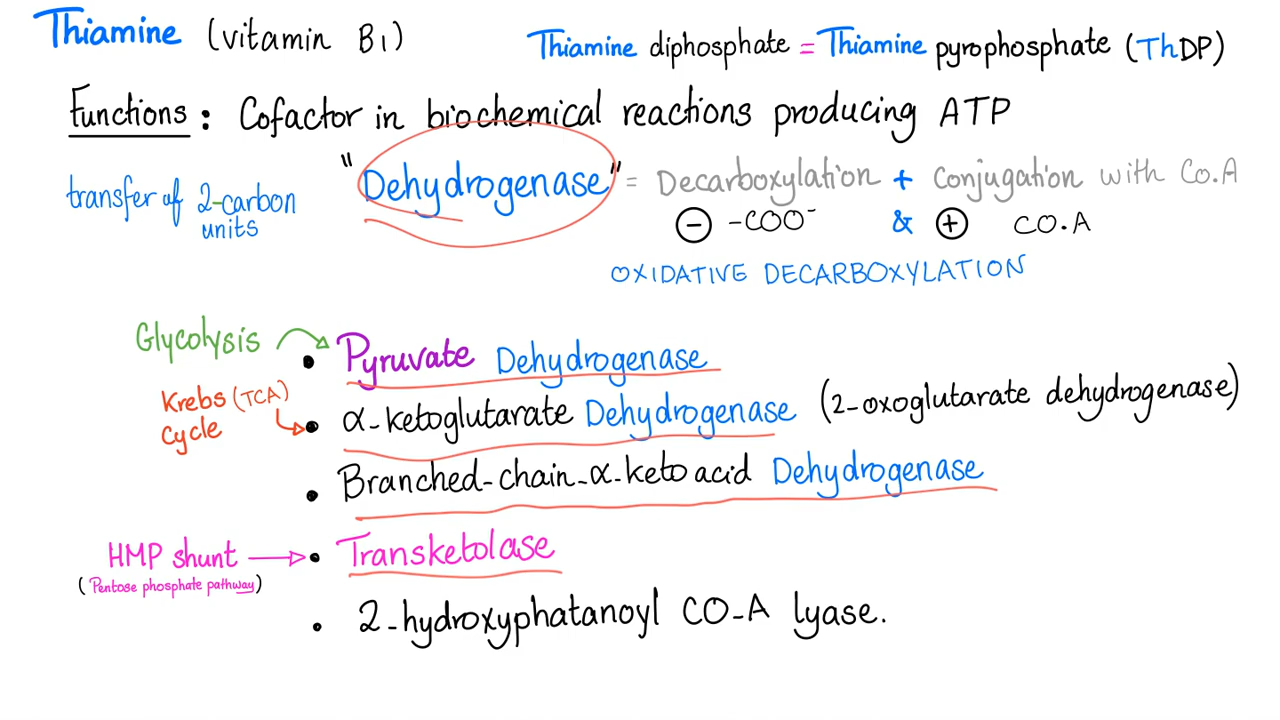 Thiamine (vitamin B1)
Thiamine diphosphate = Thiamine pyrophosphate (ThDP)
Functions: Cofactor in biochemical reactions producing ATP
transfer of 2-carbon units
"Dehydrogenase" = Decarboxylation + Conjugation with Co.A
⊖ -COO⁻ & ⊕ CO.A
OXIDATIVE DECARBOXYLATION
Glycolysis
• Pyruvate Dehydrogenase
Krebs (TCA)
Cycle
• α-ketoglutarate Dehydrogenase (2-oxoglutarate dehydrogenase)
• Branched-chain-α-keto acid Dehydrogenase
HMP shunt
(Pentose phosphate pathway)
• Transketolase
• 2-hydroxyphatanoyl CO-A lyase.